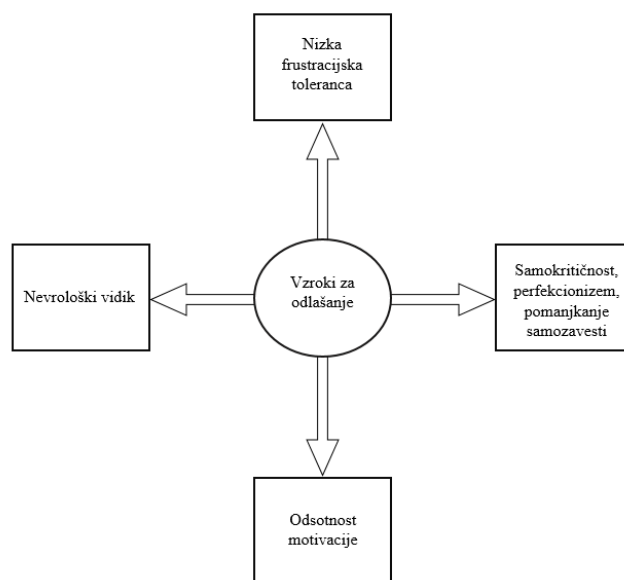 Nizka
frustracijska
toleranca
Nevrološki vidik
Vzroki za
odlašanje
Samokritičnost,
perfekcionizem,
pomanjkanje
samozavesti
Odsotnost
motivacije